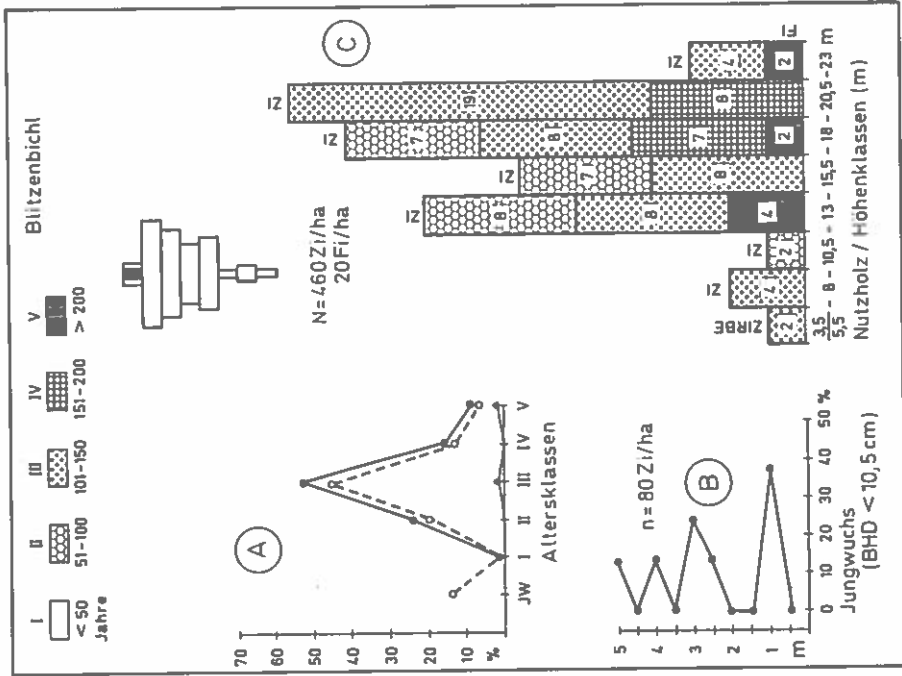 Blitzenbichl
I II III IV V
< 50 51-100 101-150 151-200 > 200
Jahre
A
70
60
50
40
30
20
10
%
JW I II III IV V
Altersklassen
N=460 Zi/ha
20 Fi/ha
B
n=80 Zi/ha
5
4
3
2
1
m
0 10 20 30 40 50 %
Jungwuchs
(BHD < 10,5 cm)
C
ZIRBE ZI ZI ZI ZI ZI ZI ZI FI
2
4
2
8
8
4
7
8
7
8
7
2
19
8
4
2
3,5
5,5 - 8 - 10,5 - 13 - 15,5 - 18 - 20,5 - 23 m
Nutzholz / Höhenklassen (m)